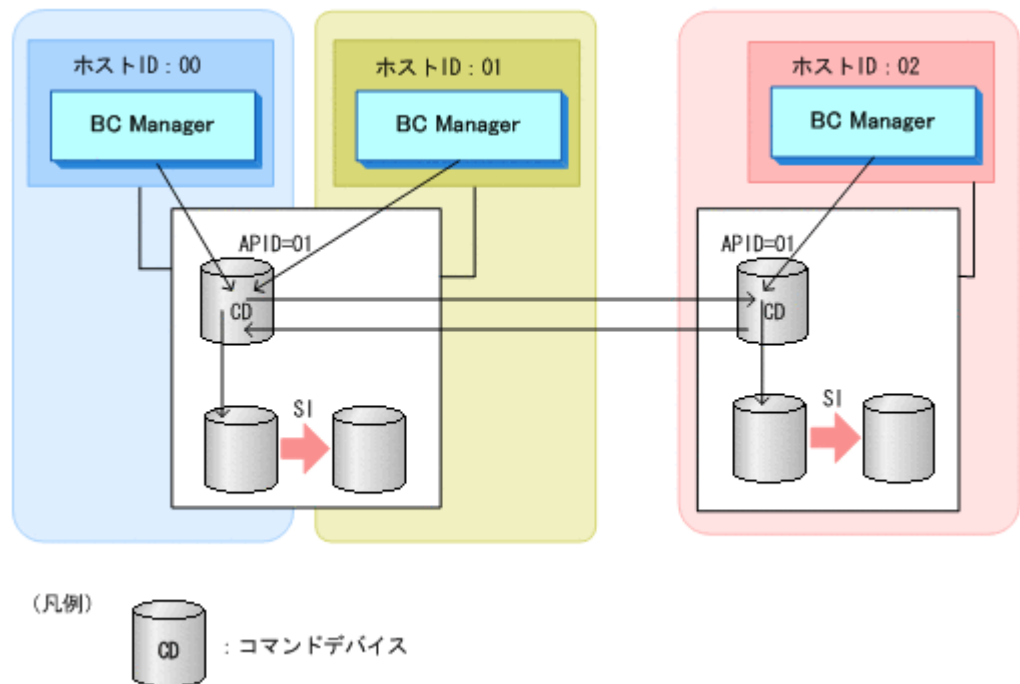 ホストID：00
ホストID：01
ホストID：02
BC Manager
BC Manager
BC Manager
APID=01
APID=01
CD
CD
SI
SI
（凡例）
CD
：コマンドデバイス